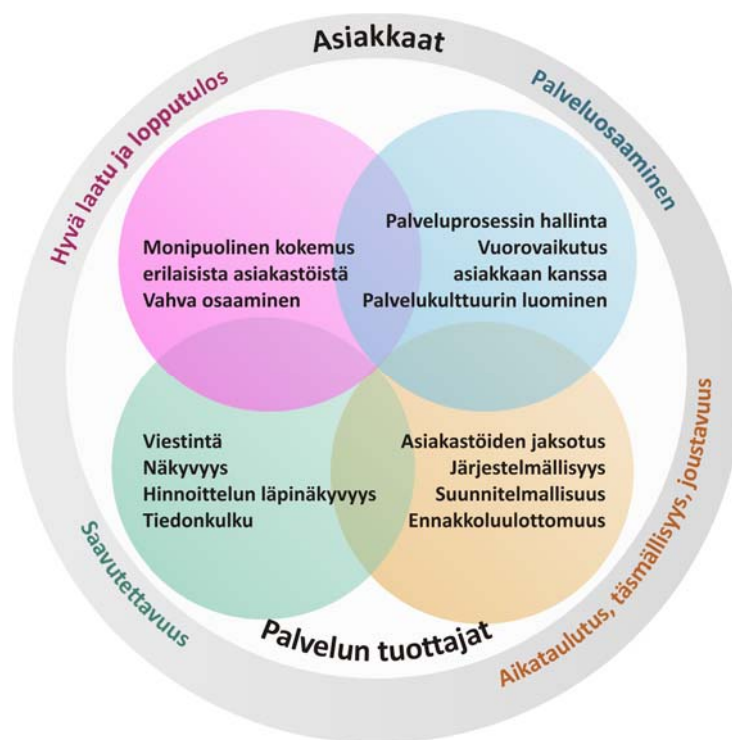 Asiakkaat
Hyvä laatu ja lopputulos
Palveluosaaminen
Monipuolinen kokemus
erilaisista asiakastöistä
Vahva osaaminen
Palveluprosessin hallinta
Vuorovaikutus
asiakkaan kanssa
Palvelukulttuurin luominen
Viestintä
Näkyvyys
Hinnoittelun läpinäkyvyys
Tiedonkulku
Asiakastöiden jaksotus
Järjestelmällisyys
Suunnitelmallisuus
Ennakkoluulottomuus
Saavutettavuus
Aikataulutus, täsmällisyys, joustavuus
Palvelun tuottajat